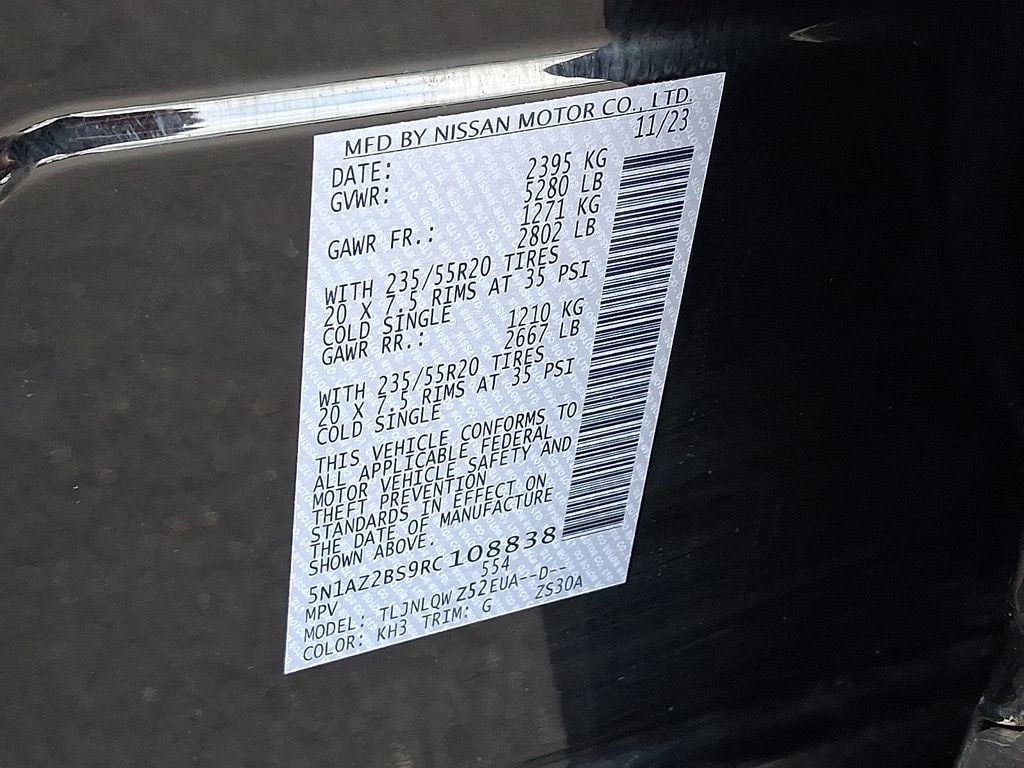 MFD BY NISSAN MOTOR CO., LTD.
DATE: 11/23
GVWR: 2395 KG
5280 LB
GAWR FR.: 1271 KG
2802 LB
WITH 235/55R20 TIRES
20 X 7.5 RIMS AT 35 PSI
COLD SINGLE
GAWR RR.: 1210 KG
2667 LB
WITH 235/55R20 TIRES
20 X 7.5 RIMS AT 35 PSI
COLD SINGLE
THIS VEHICLE CONFORMS TO
ALL APPLICABLE FEDERAL
MOTOR VEHICLE SAFETY AND
THEFT PREVENTION
STANDARDS IN EFFECT ON
THE DATE OF MANUFACTURE
SHOWN ABOVE.
5N1AZ2BS9RC108838
MPV 554
MODEL: TLJNLQWZ52EUA--D--
COLOR: KH3 TRIM: G ZS30A